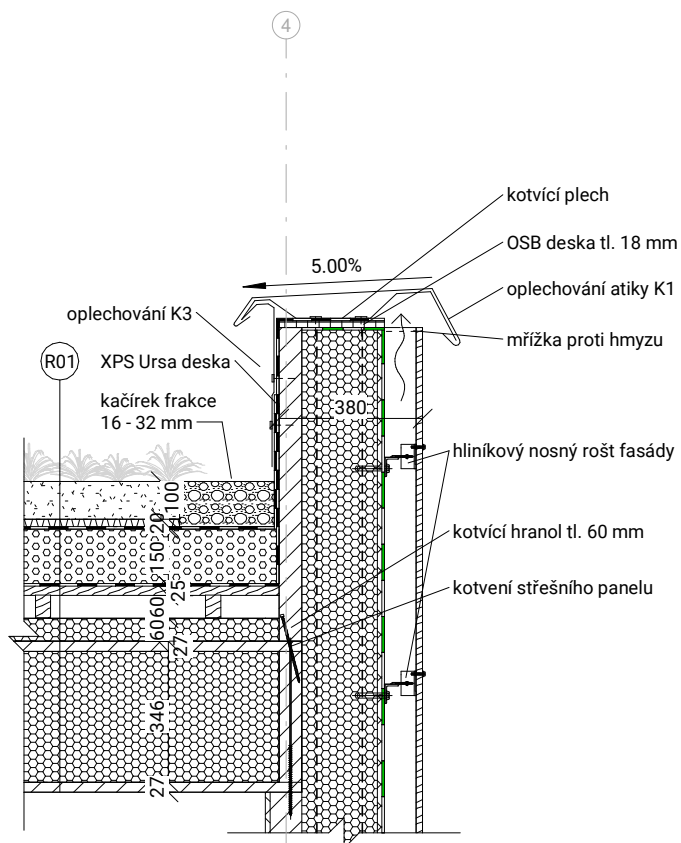 4
kotvící plech
OSB deska tl. 18 mm
5.00%
oplechování atiky K1
oplechování K3
mřížka proti hmyzu
R01
XPS Ursa deska
kačírek frakce
16 - 32 mm
380
hliníkový nosný rošt fasády
100
20
kotvící hranol tl. 60 mm
150
25
kotvení střešního panelu
60
60
27
346
27